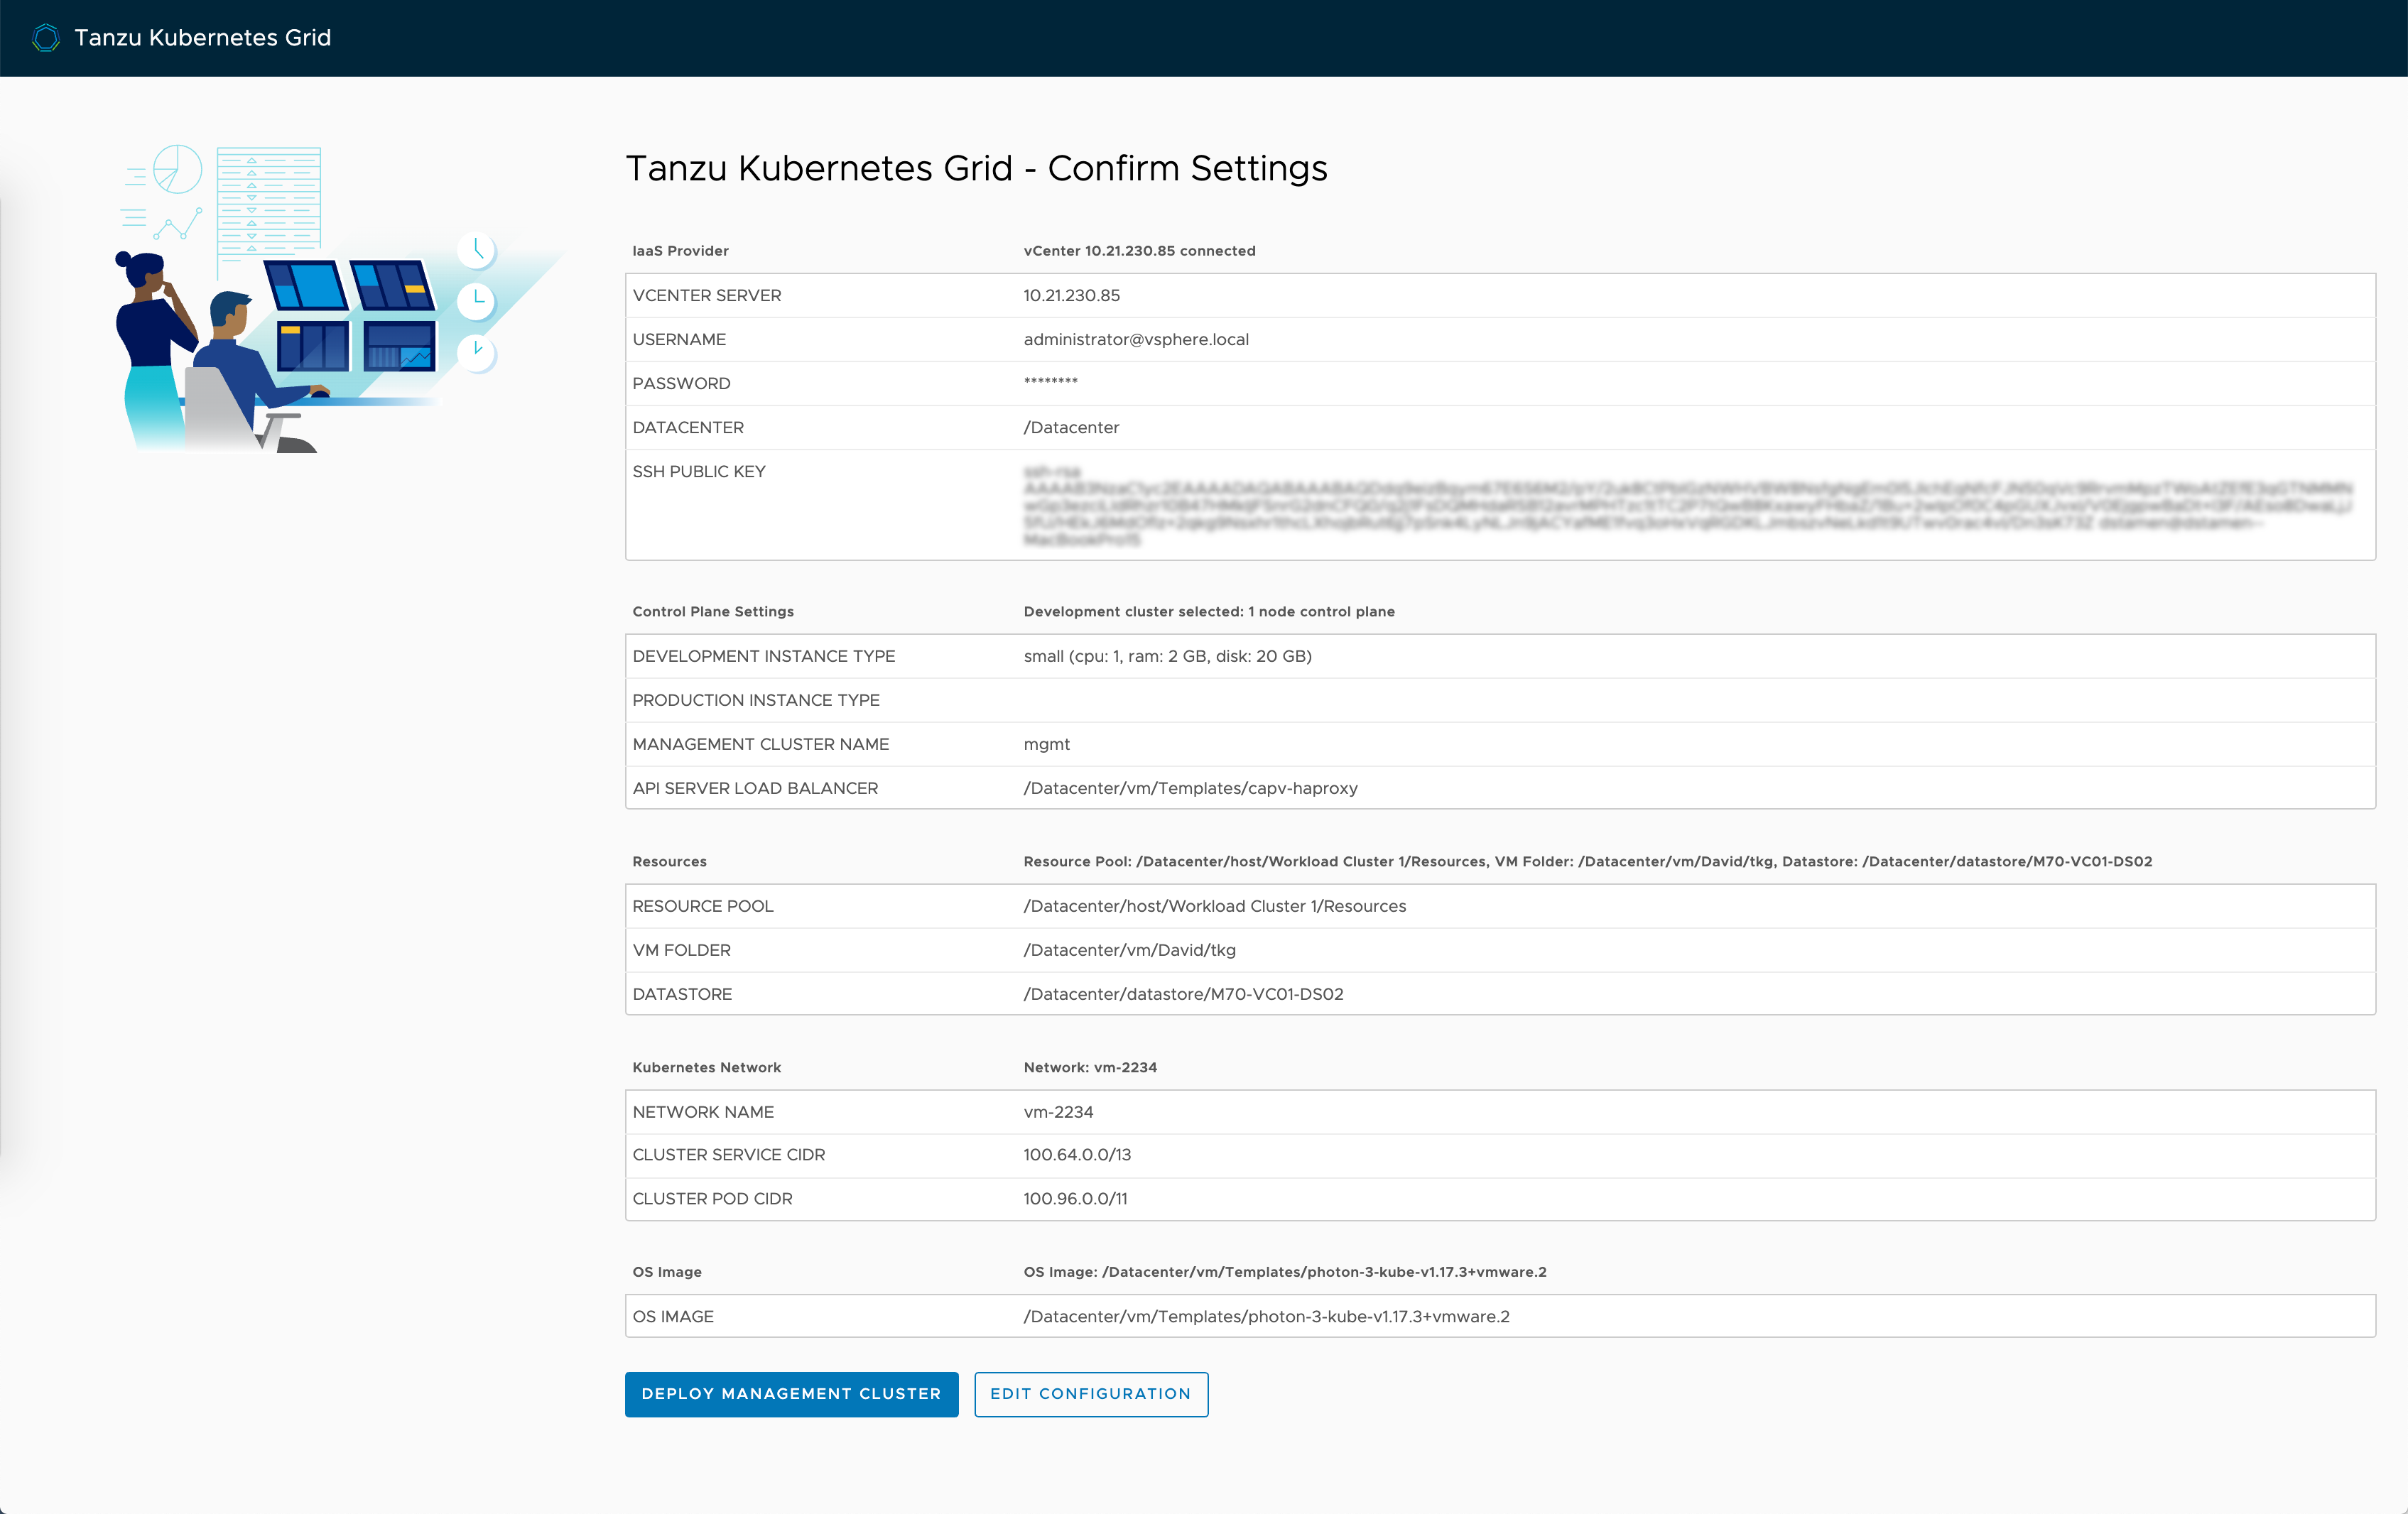 Tanzu Kubernetes Grid
Tanzu Kubernetes Grid - Confirm Settings
IaaS Provider vCenter 10.21.230.85 connected
VCENTER SERVER 10.21.230.85
USERNAME administrator@vsphere.local
PASSWORD ********
DATACENTER /Datacenter
SSH PUBLIC KEY
Control Plane Settings Development cluster selected: 1 node control plane
DEVELOPMENT INSTANCE TYPE small (cpu: 1, ram: 2 GB, disk: 20 GB)
PRODUCTION INSTANCE TYPE
MANAGEMENT CLUSTER NAME mgmt
API SERVER LOAD BALANCER /Datacenter/vm/Templates/capv-haproxy
Resources Resource Pool: /Datacenter/host/Workload Cluster 1/Resources, VM Folder: /Datacenter/vm/David/tkg, Datastore: /Datacenter/datastore/M70-VC01-DS02
RESOURCE POOL /Datacenter/host/Workload Cluster 1/Resources
VM FOLDER /Datacenter/vm/David/tkg
DATASTORE /Datacenter/datastore/M70-VC01-DS02
Kubernetes Network Network: vm-2234
NETWORK NAME vm-2234
CLUSTER SERVICE CIDR 100.64.0.0/13
CLUSTER POD CIDR 100.96.0.0/11
OS Image OS Image: /Datacenter/vm/Templates/photon-3-kube-v1.17.3+vmware.2
OS IMAGE /Datacenter/vm/Templates/photon-3-kube-v1.17.3+vmware.2
DEPLOY MANAGEMENT CLUSTER EDIT CONFIGURATION